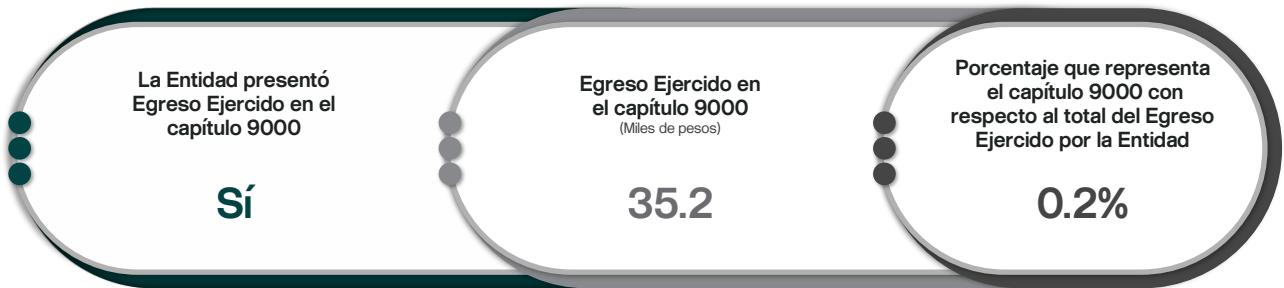 La Entidad presentó
Egreso Ejercido en el
capítulo 9000
Sí
Egreso Ejercido en
el capítulo 9000
(Miles de pesos)
35.2
Porcentaje que representa
el capítulo 9000 con
respecto al total del Egreso
Ejercido por la Entidad
0.2%